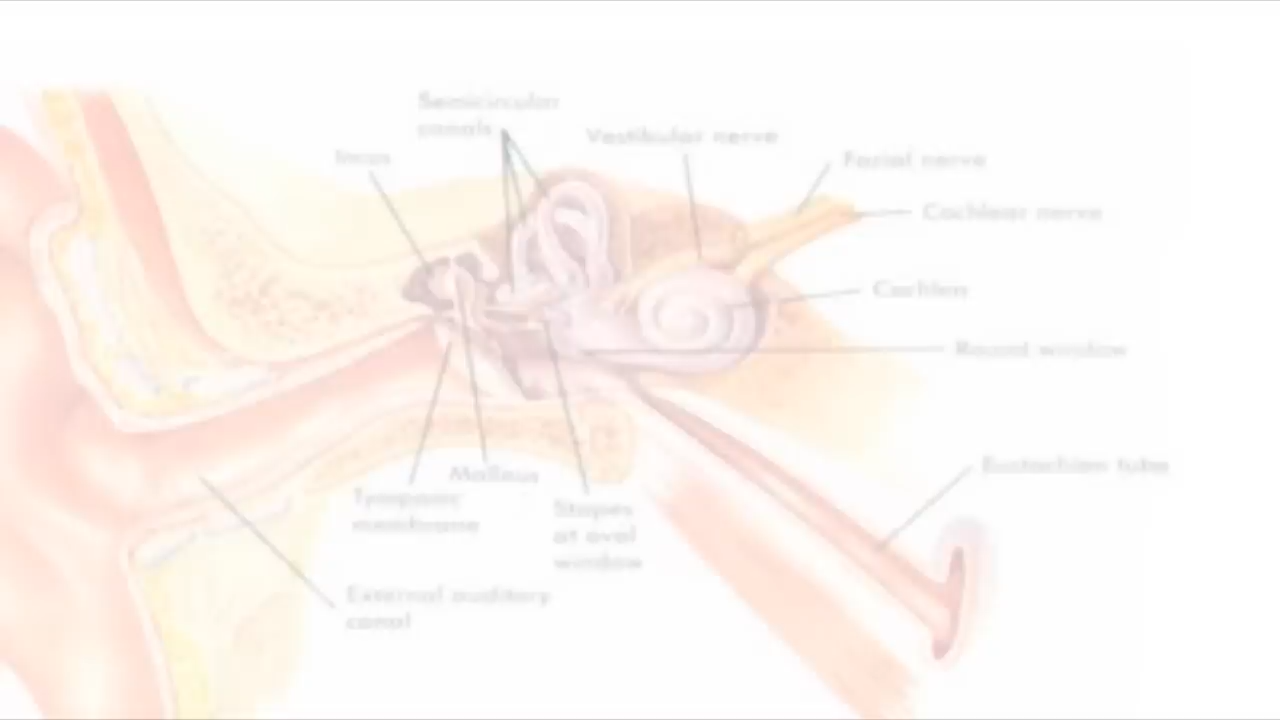 Semicircular
canals
Vestibular nerve
Incus
Facial nerve
Cochlear nerve
Cochlea
Round window
Eustachian tube
Malleus
Tympanic
membrane
Stapes
at oval
window
External auditory
canal